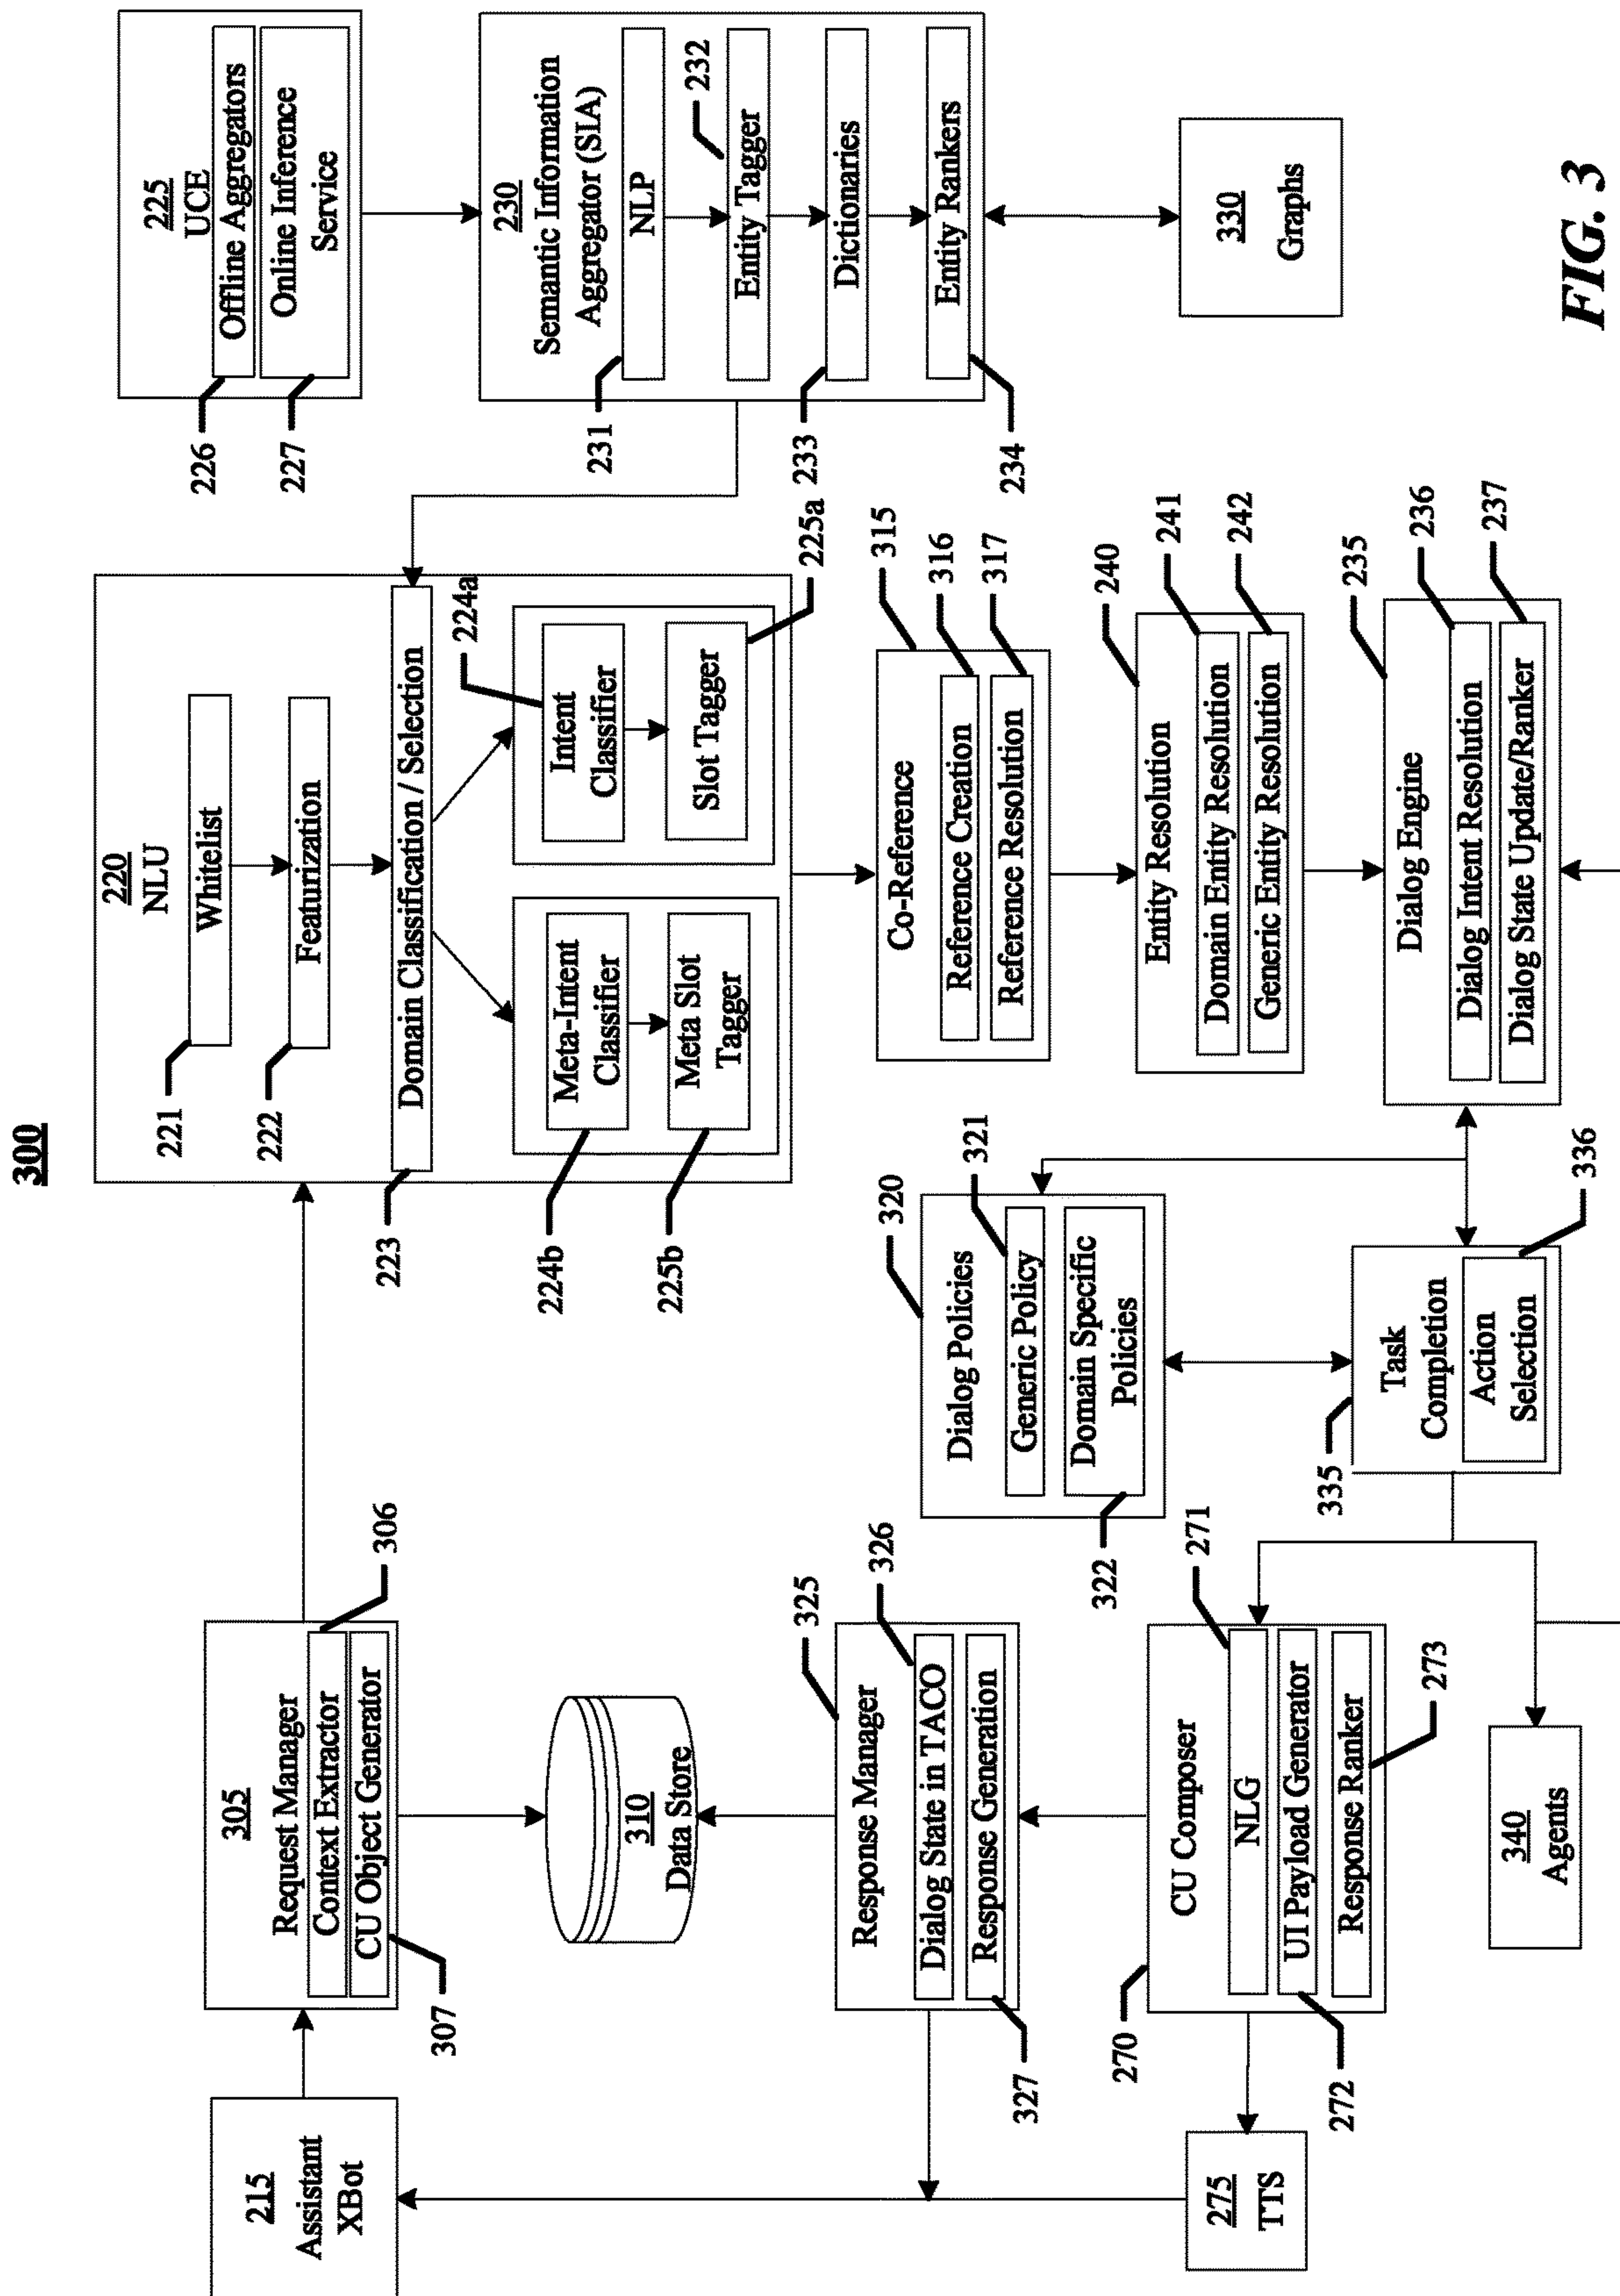 300
215
Assistant
XBot
305
Request Manager
Context Extractor
CU Object Generator
306
307
310
Data Store
220
NLU
Whitelist
221
Featurization
222
Domain Classification / Selection
223
Meta-Intent
Classifier
224b
Meta Slot
Tagger
225b
Intent
Classifier
224a
Slot Tagger
225a
225
UCE
Offline Aggregators
226
Online Inference
Service
227
230
Semantic Information
Aggregator (SIA)
NLP
231
Entity Tagger
232
Dictionaries
233
Entity Rankers
234
330
Graphs
Co-Reference
315
Reference Creation
316
Reference Resolution
317
Entity Resolution
240
Domain Entity Resolution
241
Generic Entity Resolution
242
Dialog Engine
235
Dialog Intent Resolution
236
Dialog State Update/Ranker
237
Dialog Policies
320
Generic Policy
321
Domain Specific
Policies
322
Task
Completion
335
Action
Selection
336
Response Manager
325
Dialog State in TACO
326
Response Generation
327
CU Composer
270
NLG
271
UI Payload Generator
272
Response Ranker
273
275
TTS
340
Agents
FIG. 3